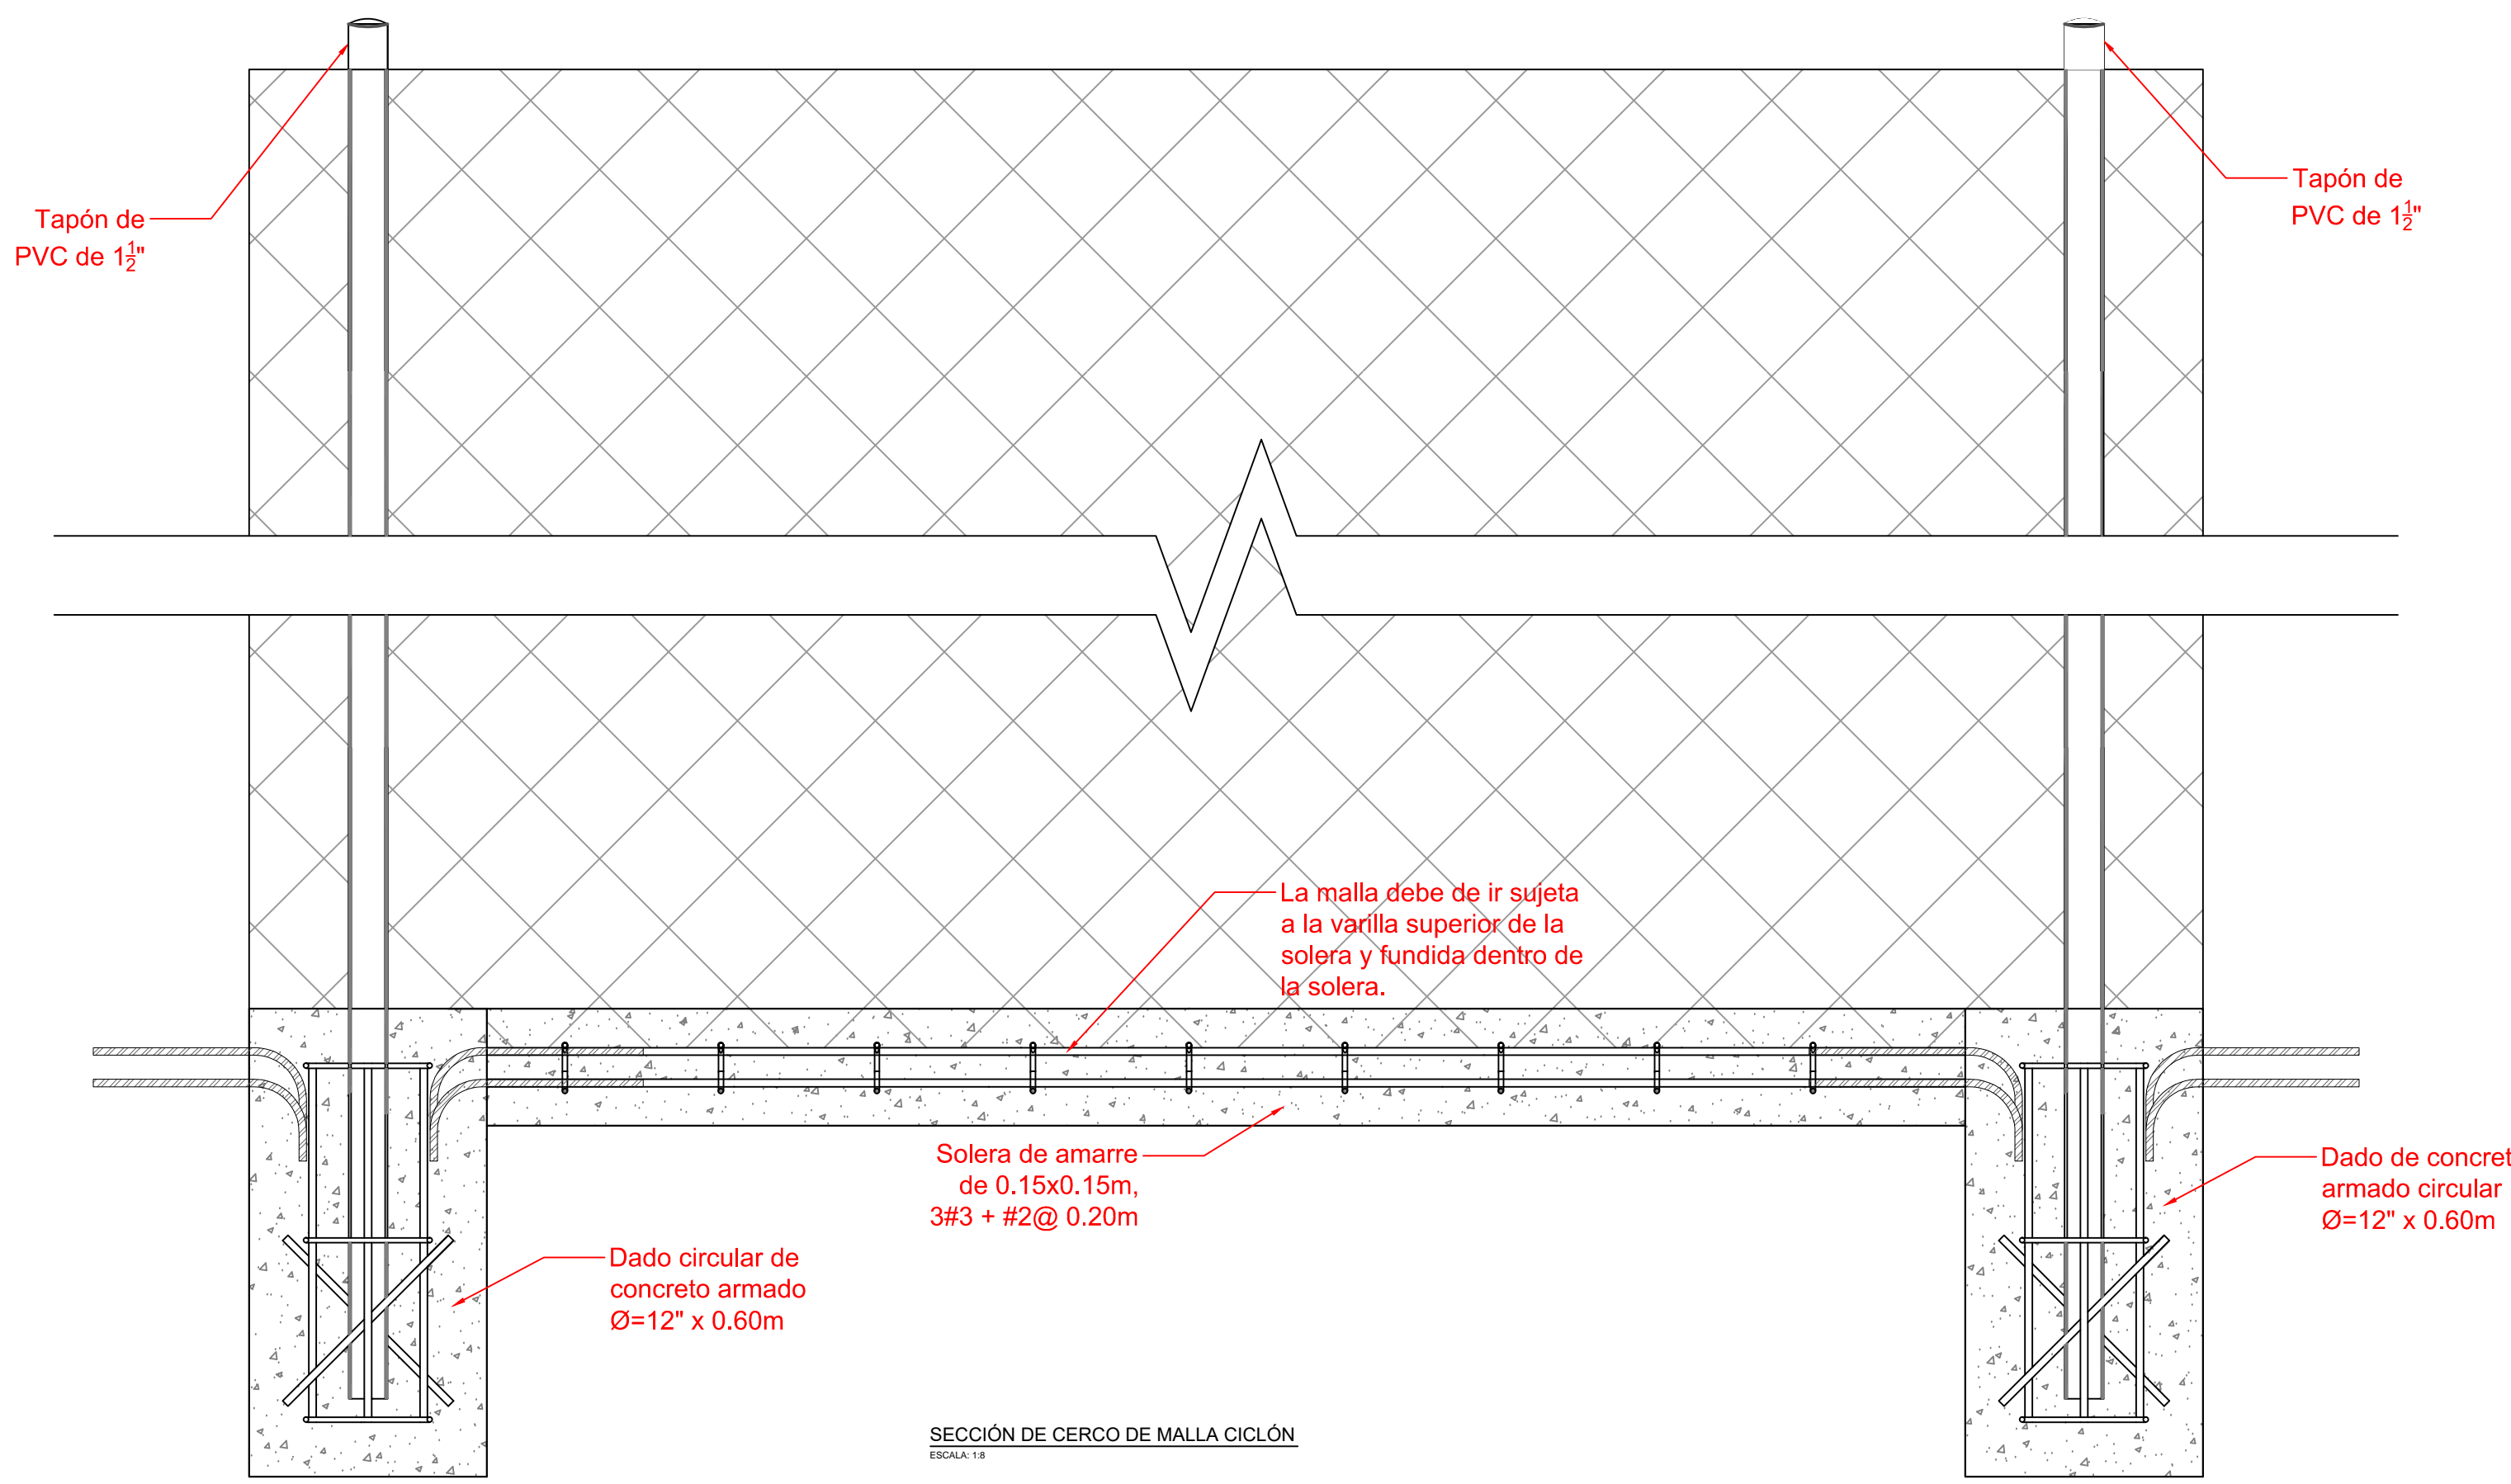 Tapón de
PVC de 1½"
Tapón de
PVC de 1½"
La malla debe de ir sujeta
a la varilla superior de la
solera y fundida dentro de
la solera.
Solera de amarre
de 0.15x0.15m,
3#3 + #2@ 0.20m
Dado circular de
concreto armado
Ø=12" x 0.60m
Dado de concret
armado circular
Ø=12" x 0.60m
SECCIÓN DE CERCO DE MALLA CICLÓN
ESCALA: 1:8